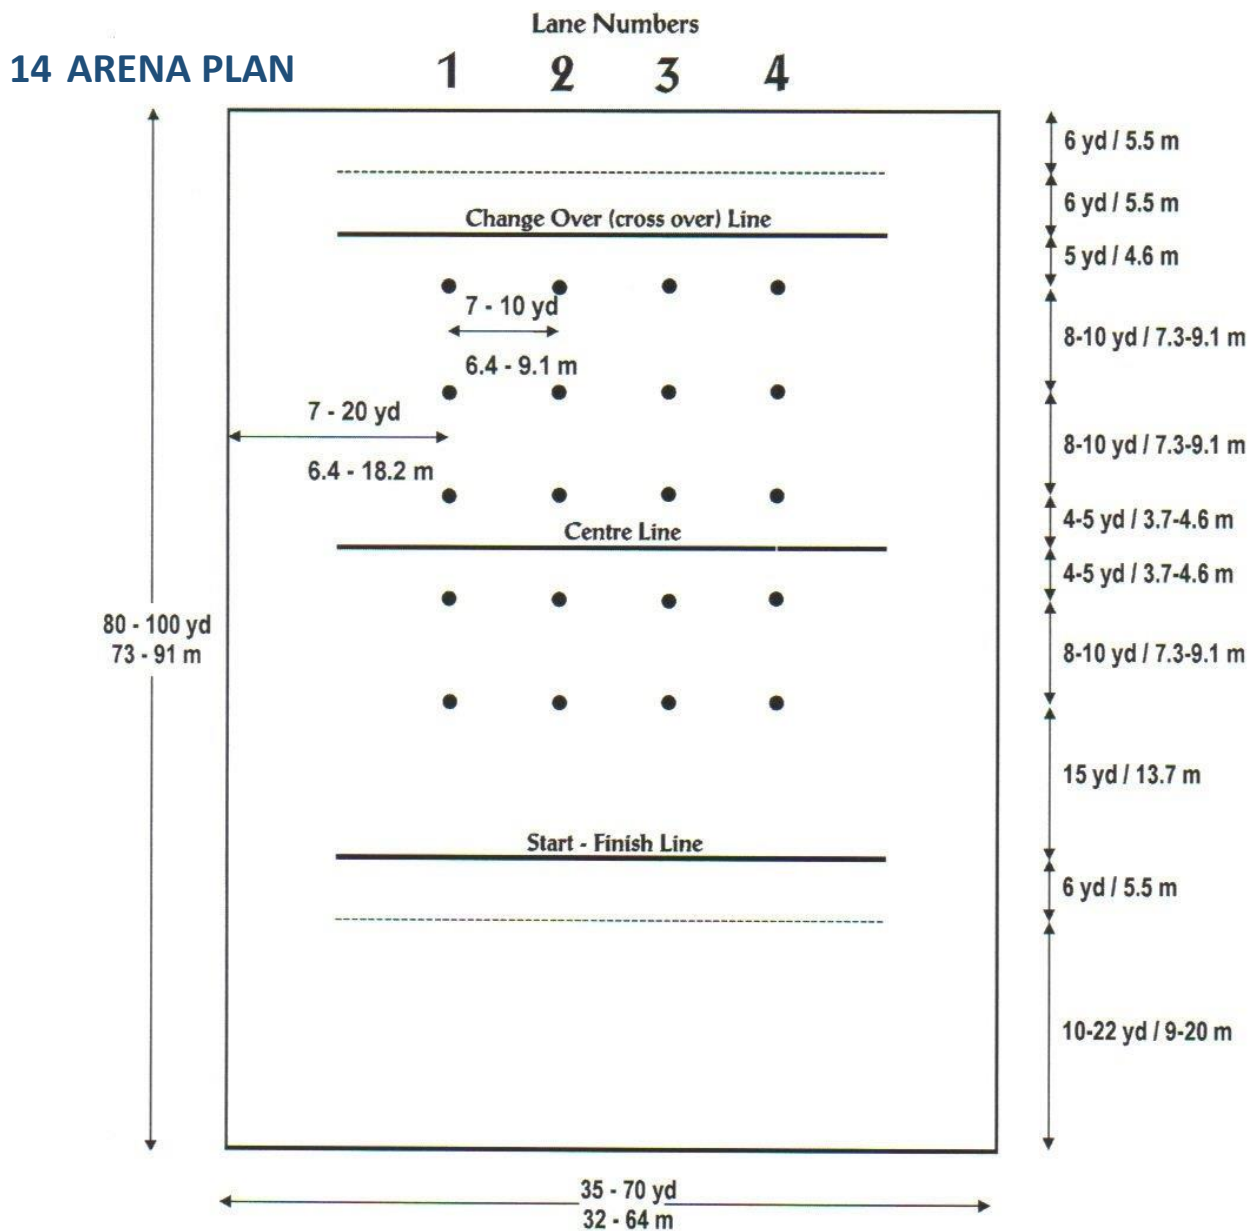 Lane Numbers
14 ARENA PLAN
1 2 3 4
6 yd / 5.5 m
6 yd / 5.5 m
Change Over (cross over) Line
5 yd / 4.6 m
7 - 10 yd
6.4 - 9.1 m
8-10 yd / 7.3-9.1 m
7 - 20 yd
6.4 - 18.2 m
8-10 yd / 7.3-9.1 m
4-5 yd / 3.7-4.6 m
Centre Line
4-5 yd / 3.7-4.6 m
80 - 100 yd
73 - 91 m
8-10 yd / 7.3-9.1 m
15 yd / 13.7 m
Start - Finish Line
6 yd / 5.5 m
10-22 yd / 9-20 m
35 - 70 yd
32 - 64 m